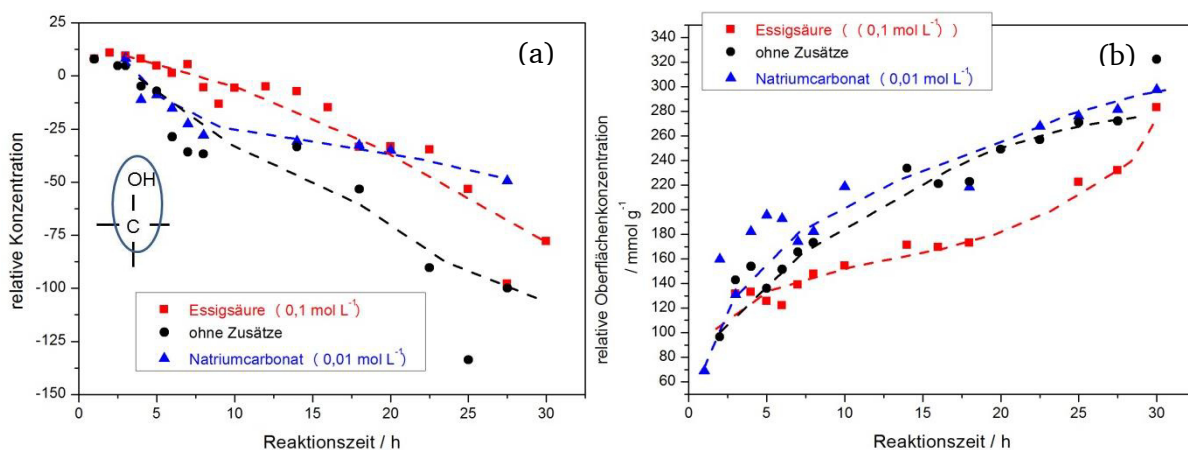 25
0
-25
-50
-75
-100
-125
-150
0
5
10
15
20
25
30
relative Konzentration
Reaktionszeit / h
(a)
OH
C
Essigsäure ( 0,1 mol L⁻¹)
ohne Zusätze
Natriumcarbonat ( 0,01 mol L⁻¹)
Essigsäure ( ( 0,1 mol L⁻¹) )
ohne Zusätze
Natriumcarbonat ( 0,01 mol L⁻¹)
(b)
340
320
300
280
260
240
220
200
180
160
140
120
100
80
60
0
5
10
15
20
25
30
relative Oberflächenkonzentration
/ mmol g⁻¹
Reaktionszeit / h